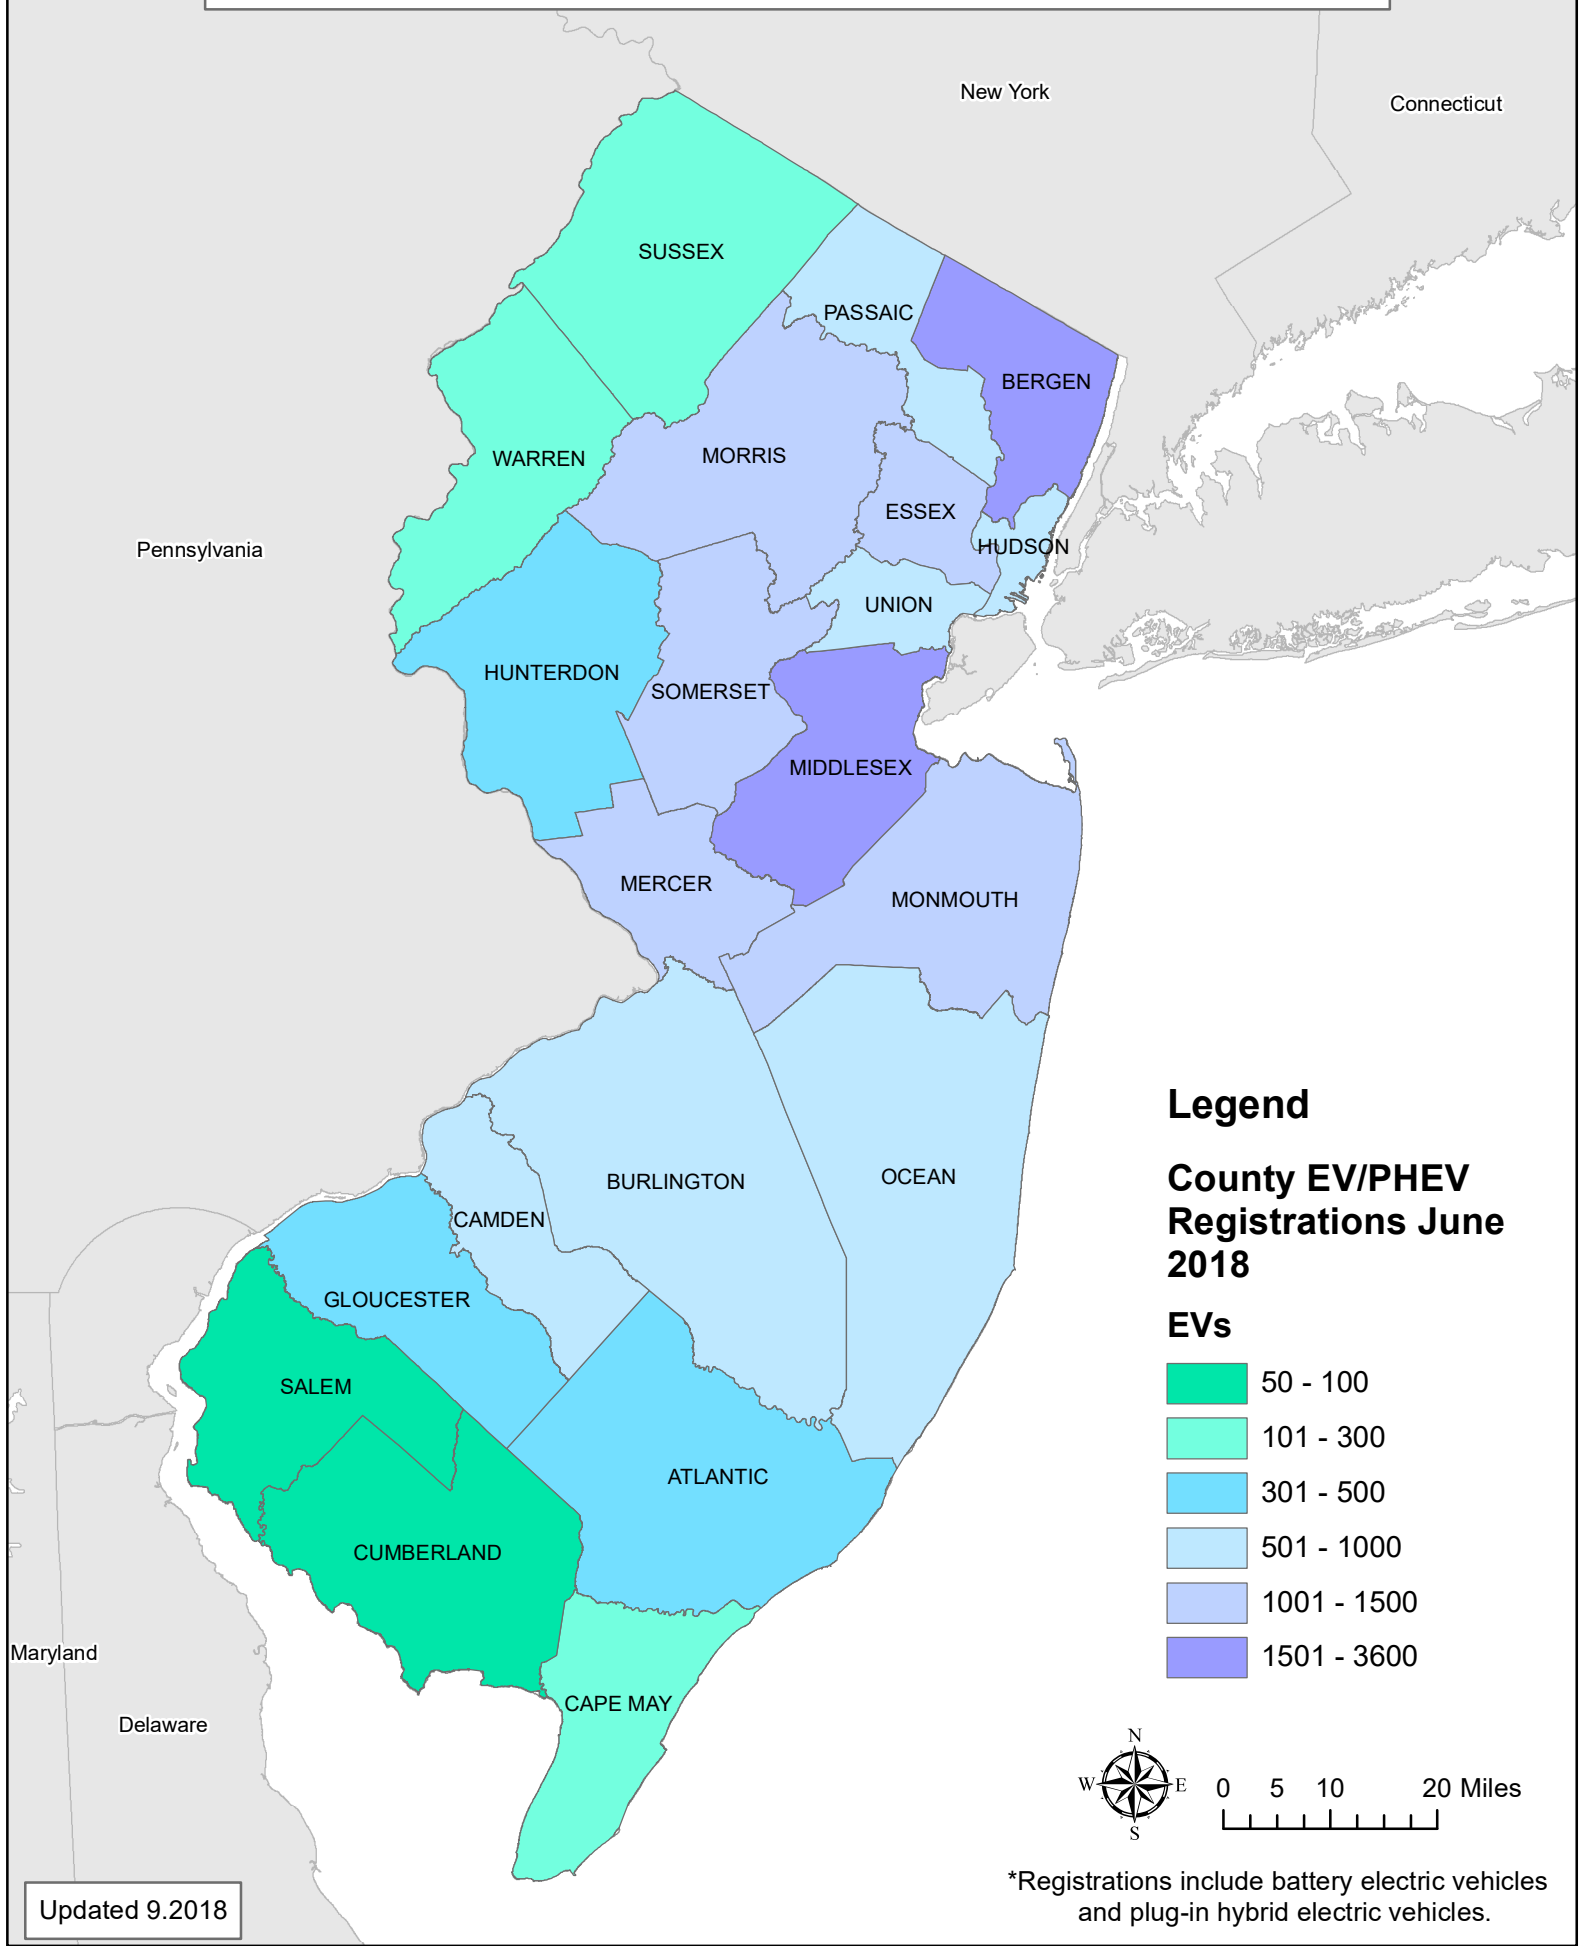 New York
Connecticut
SUSSEX
PASSAIC
BERGEN
WARREN
MORRIS
ESSEX
HUDSON
Pennsylvania
UNION
HUNTERDON
SOMERSET
MIDDLESEX
MERCER
MONMOUTH
BURLINGTON
OCEAN
CAMDEN
GLOUCESTER
SALEM
ATLANTIC
CUMBERLAND
CAPE MAY
Maryland
Delaware
Legend
County EV/PHEV
Registrations June
2018
EVs
50 - 100
101 - 300
301 - 500
501 - 1000
1001 - 1500
1501 - 3600
N
W E
S
0 5 10 20 Miles
*Registrations include battery electric vehicles
and plug-in hybrid electric vehicles.
Updated 9.2018